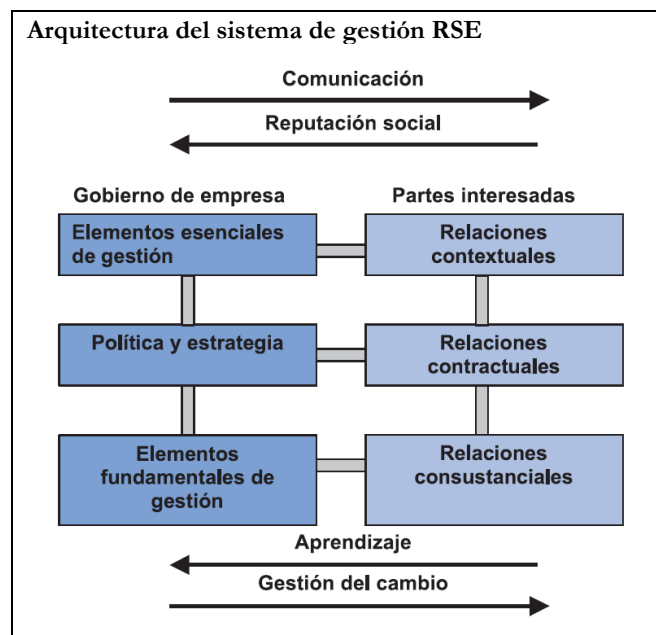 Arquitectura del sistema de gestión RSE
Comunicación
Reputación social
Gobierno de empresa
Partes interesadas
Elementos esenciales
de gestión
Relaciones
contextuales
Política y estrategia
Relaciones
contractuales
Elementos
fundamentales de
gestión
Relaciones
consustanciales
Aprendizaje
Gestión del cambio